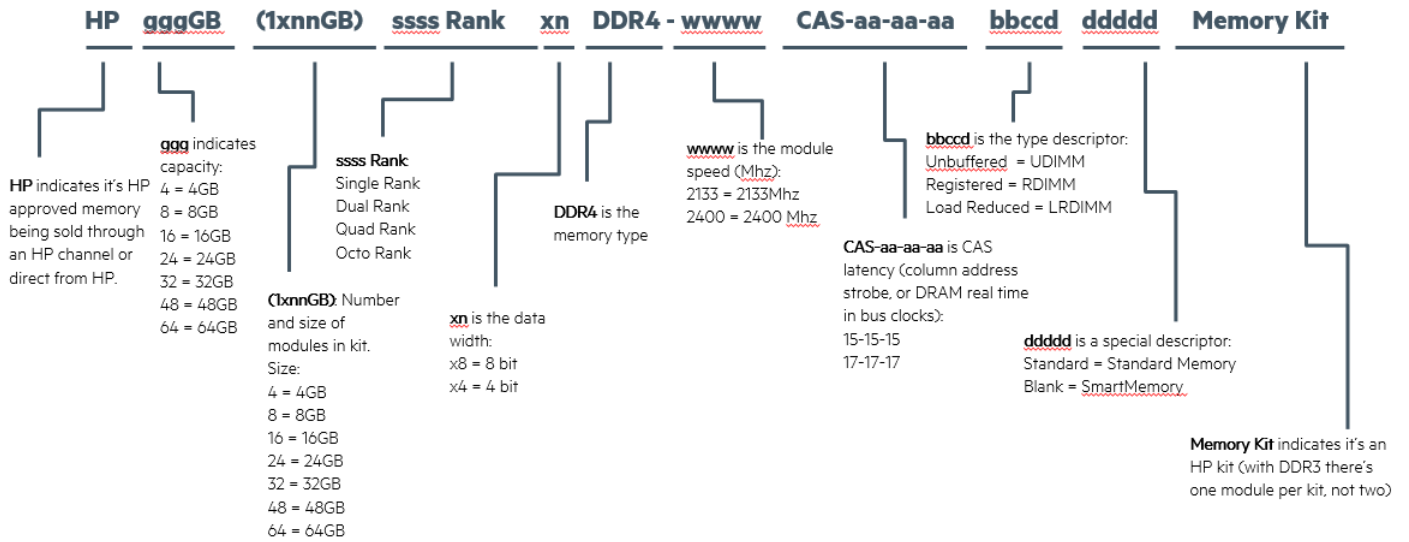 HP gggGB (1xnnGB) ssss Rank xn DDR4 - wwww CAS-aa-aa-aa bbccd ddddd Memory Kit
HP indicates it's HP
approved memory
being sold through
an HP channel or
direct from HP.
ggg indicates
capacity:
4 = 4GB
8 = 8GB
16 = 16GB
24 = 24GB
32 = 32GB
48 = 48GB
64 = 64GB
(1xnnGB): Number
and size of
modules in kit.
Size:
4 = 4GB
8 = 8GB
16 = 16GB
24 = 24GB
32 = 32GB
48 = 48GB
64 = 64GB
ssss Rank:
Single Rank
Dual Rank
Quad Rank
Octo Rank
xn is the data
width:
x8 = 8 bit
x4 = 4 bit
DDR4 is the
memory type
wwww is the module
speed (Mhz):
2133 = 2133Mhz
2400 = 2400 Mhz
CAS-aa-aa-aa is CAS
latency (column address
strobe, or DRAM real time
in bus clocks):
15-15-15
17-17-17
bbccd is the type descriptor:
Unbuffered = UDIMM
Registered = RDIMM
Load Reduced = LRDIMM
ddddd is a special descriptor:
Standard = Standard Memory
Blank = SmartMemory
Memory Kit indicates it's an
HP kit (with DDR3 there's
one module per kit, not two)